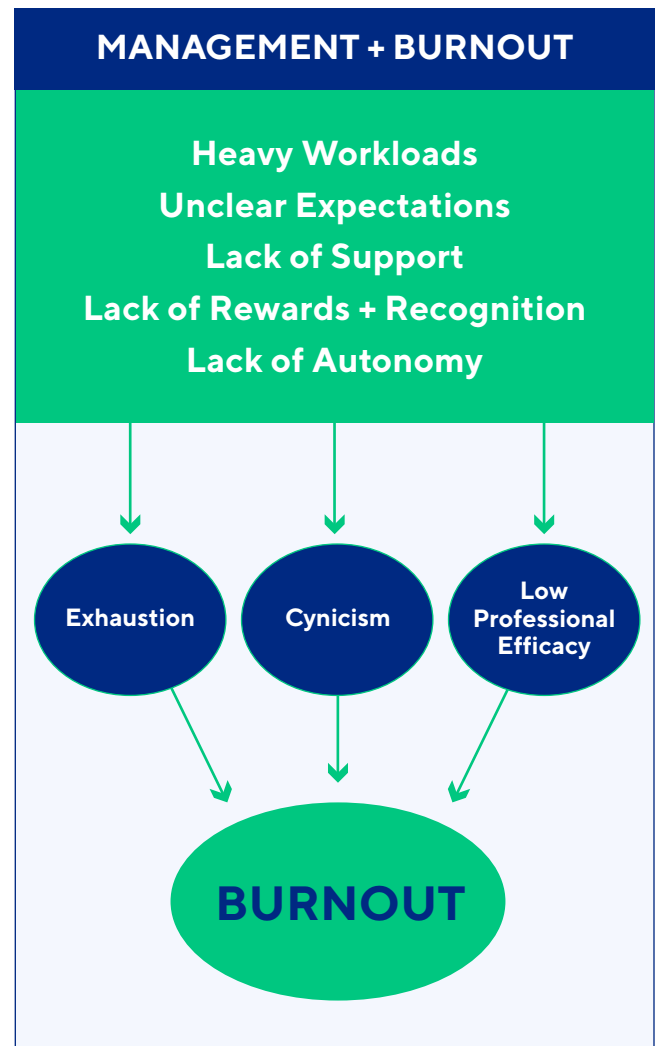 MANAGEMENT + BURNOUT
Heavy Workloads
Unclear Expectations
Lack of Support
Lack of Rewards + Recognition
Lack of Autonomy
Exhaustion
Cynicism
Low
Professional
Efficacy
BURNOUT